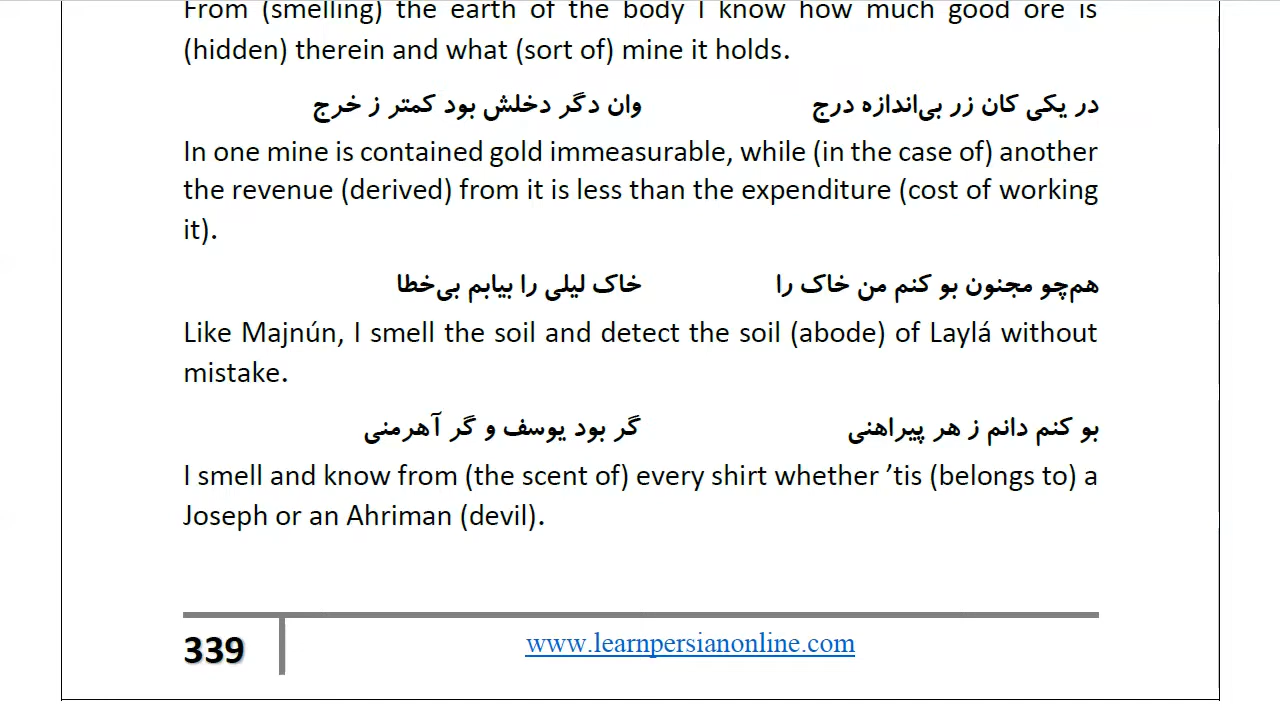 From (smelling) the earth of the body I know how much good ore is
(hidden) therein and what (sort of) mine it holds.
در یکی کان زر بی‌اندازه درج وان دگر دخلش بود کمتر ز خرج
In one mine is contained gold immeasurable, while (in the case of) another
the revenue (derived) from it is less than the expenditure (cost of working
it).
هم‌چو مجنون بو کنم من خاک را خاک لیلی را بیابم بی‌خطا
Like Majnún, I smell the soil and detect the soil (abode) of Laylá without
mistake.
بو کنم دانم ز هر پیراهنی گر بود یوسف و گر آهرمنی
I smell and know from (the scent of) every shirt whether ’tis (belongs to) a
Joseph or an Ahriman (devil).
339 www.learnpersianonline.com